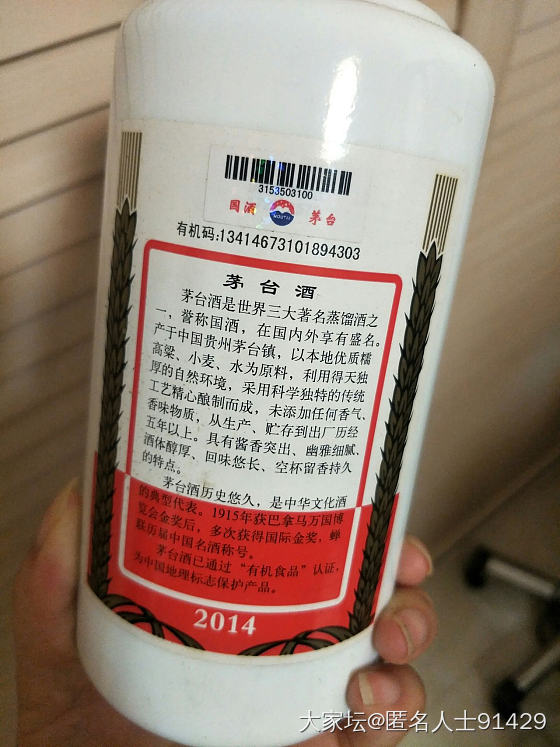 3153503100
国酒 MOUTAI 茅台
有机码:13414673101894303
茅台酒
茅台酒是世界三大著名蒸馏酒之
一，誉称国酒，在国内外享有盛名。
产于中国贵州茅台镇，以本地优质糯
高粱、小麦、水为原料，利用得天独
厚的自然环境，采用科学独特的传统
工艺精心酿制而成，未添加任何香气、
香味物质，从生产、贮存到出厂历经
五年以上。具有酱香突出、幽雅细腻、
酒体醇厚、回味悠长、空杯留香持久
的特点。
茅台酒历史悠久，是中华文化酒
的典型代表。1915年获巴拿马万国博
览会金奖后，多次获得国际金奖，蝉
联历届中国名酒称号。
茅台酒已通过“有机食品”认证，
为中国地理标志保护产品。
2014
大家坛@匿名人士91429